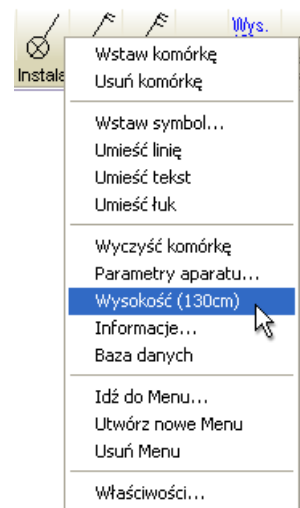 Wys.
Instala
Wstaw komórkę
Usuń komórkę
Wstaw symbol...
Umieść linię
Umieść tekst
Umieść łuk
Wyczyść komórkę
Parametry aparatu...
Wysokość (130cm)
Informacje...
Baza danych
Idź do Menu...
Utwórz nowe Menu
Usuń Menu
Właściwości...